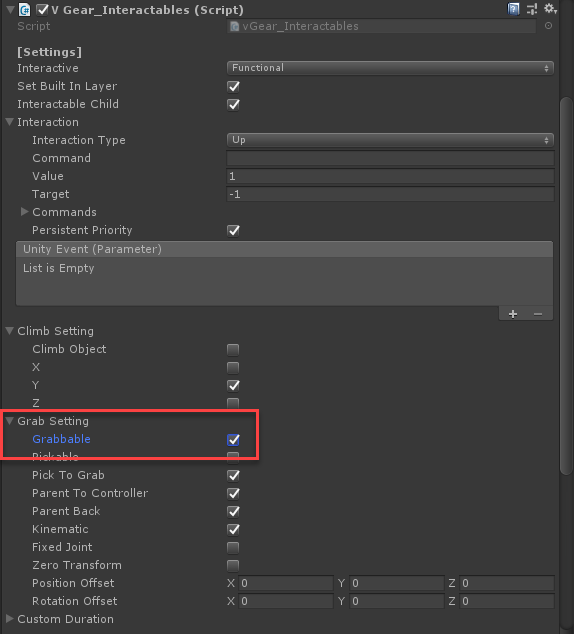 V Gear_Interactables (Script)
Script vGear_Interactables
[Settings]
Interactive Functional
Set Built In Layer
Interactable Child
Interaction
Interaction Type Up
Command
Value 1
Target -1
Commands
Persistent Priority
Unity Event (Parameter)
List is Empty
Climb Setting
Climb Object
X
Y
Z
Grab Setting
Grabbable
Pickable
Pick To Grab
Parent To Controller
Parent Back
Kinematic
Fixed Joint
Zero Transform
Position Offset X 0 Y 0 Z 0
Rotation Offset X 0 Y 0 Z 0
Custom Duration